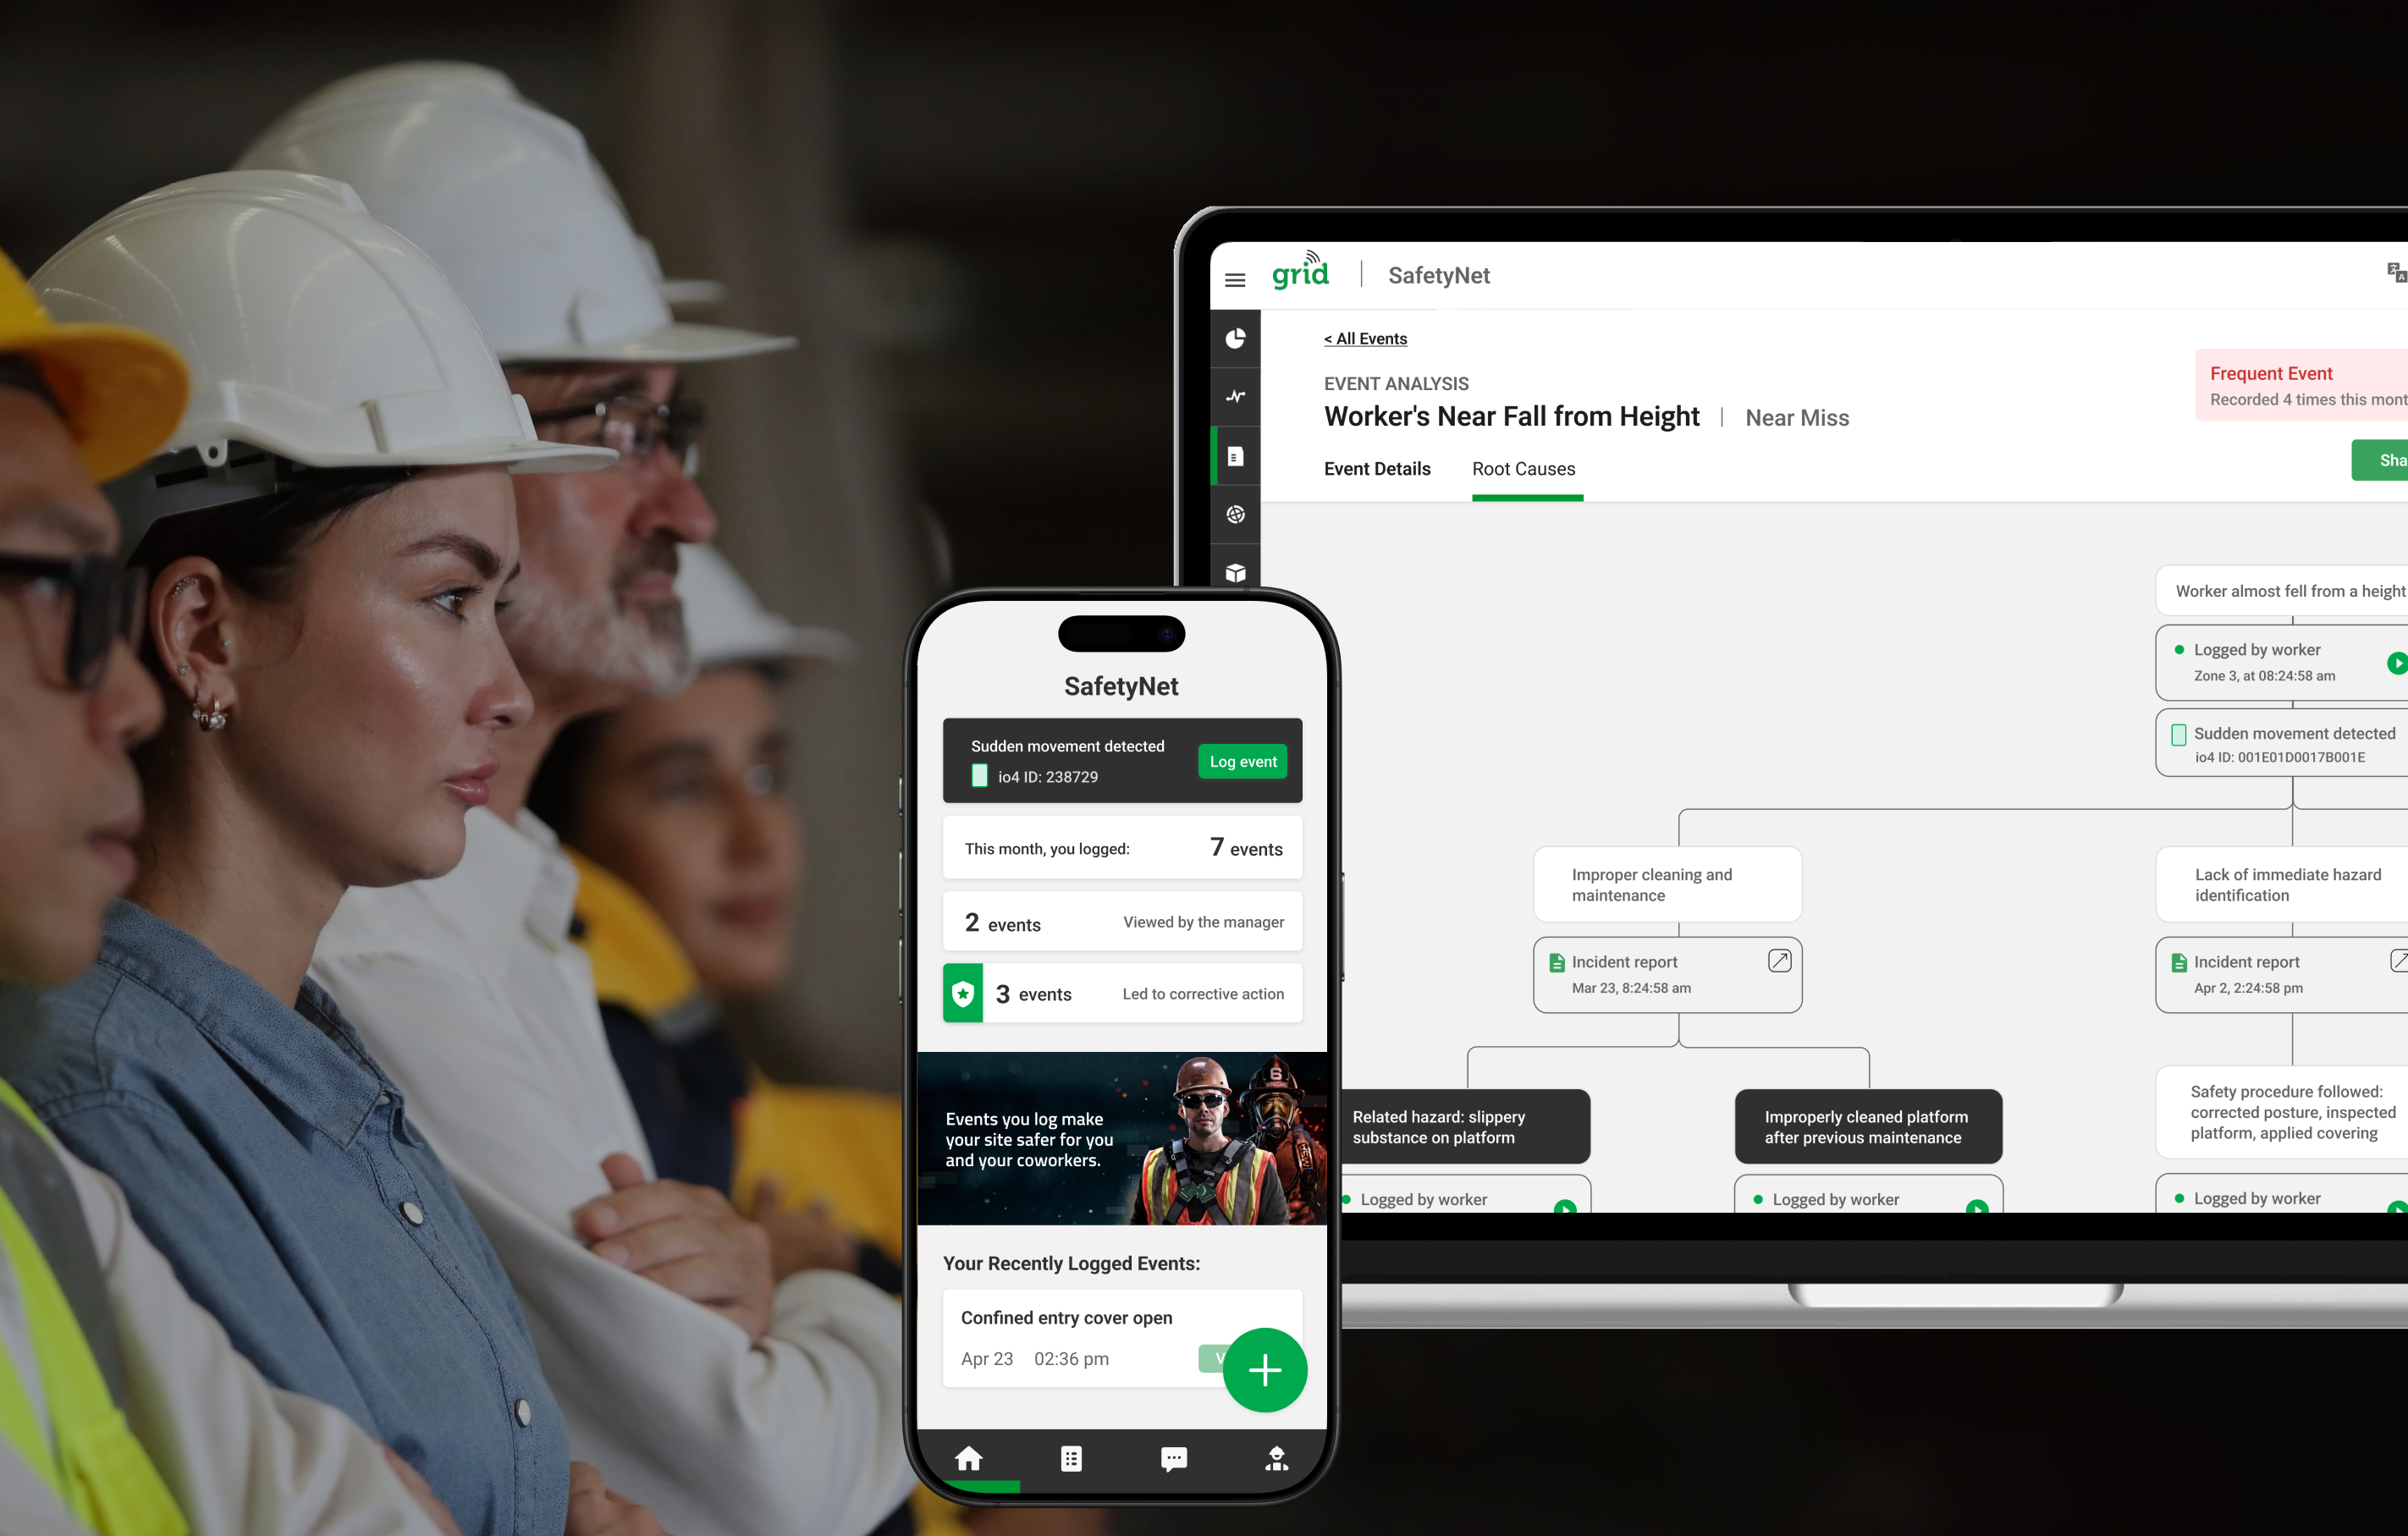 grid
SafetyNet
< All Events
EVENT ANALYSIS
Worker's Near Fall from Height | Near Miss
Frequent Event
Recorded 4 times this mont
Event Details
Root Causes
Sha
Worker almost fell from a height
Logged by worker
Zone 3, at 08:24:58 am
Sudden movement detected
io4 ID: 001E01D0017B001E
Improper cleaning and
maintenance
Incident report
Mar 23, 8:24:58 am
Lack of immediate hazard
identification
Incident report
Apr 2, 2:24:58 pm
Related hazard: slippery
substance on platform
Logged by worker
Improperly cleaned platform
after previous maintenance
Logged by worker
Safety procedure followed:
corrected posture, inspected
platform, applied covering
Logged by worker
SafetyNet
Sudden movement detected
io4 ID: 238729
Log event
This month, you logged:
7 events
2 events
Viewed by the manager
3 events
Led to corrective action
Events you log make
your site safer for you
and your coworkers.
6
Your Recently Logged Events:
Confined entry cover open
Apr 23 02:36 pm